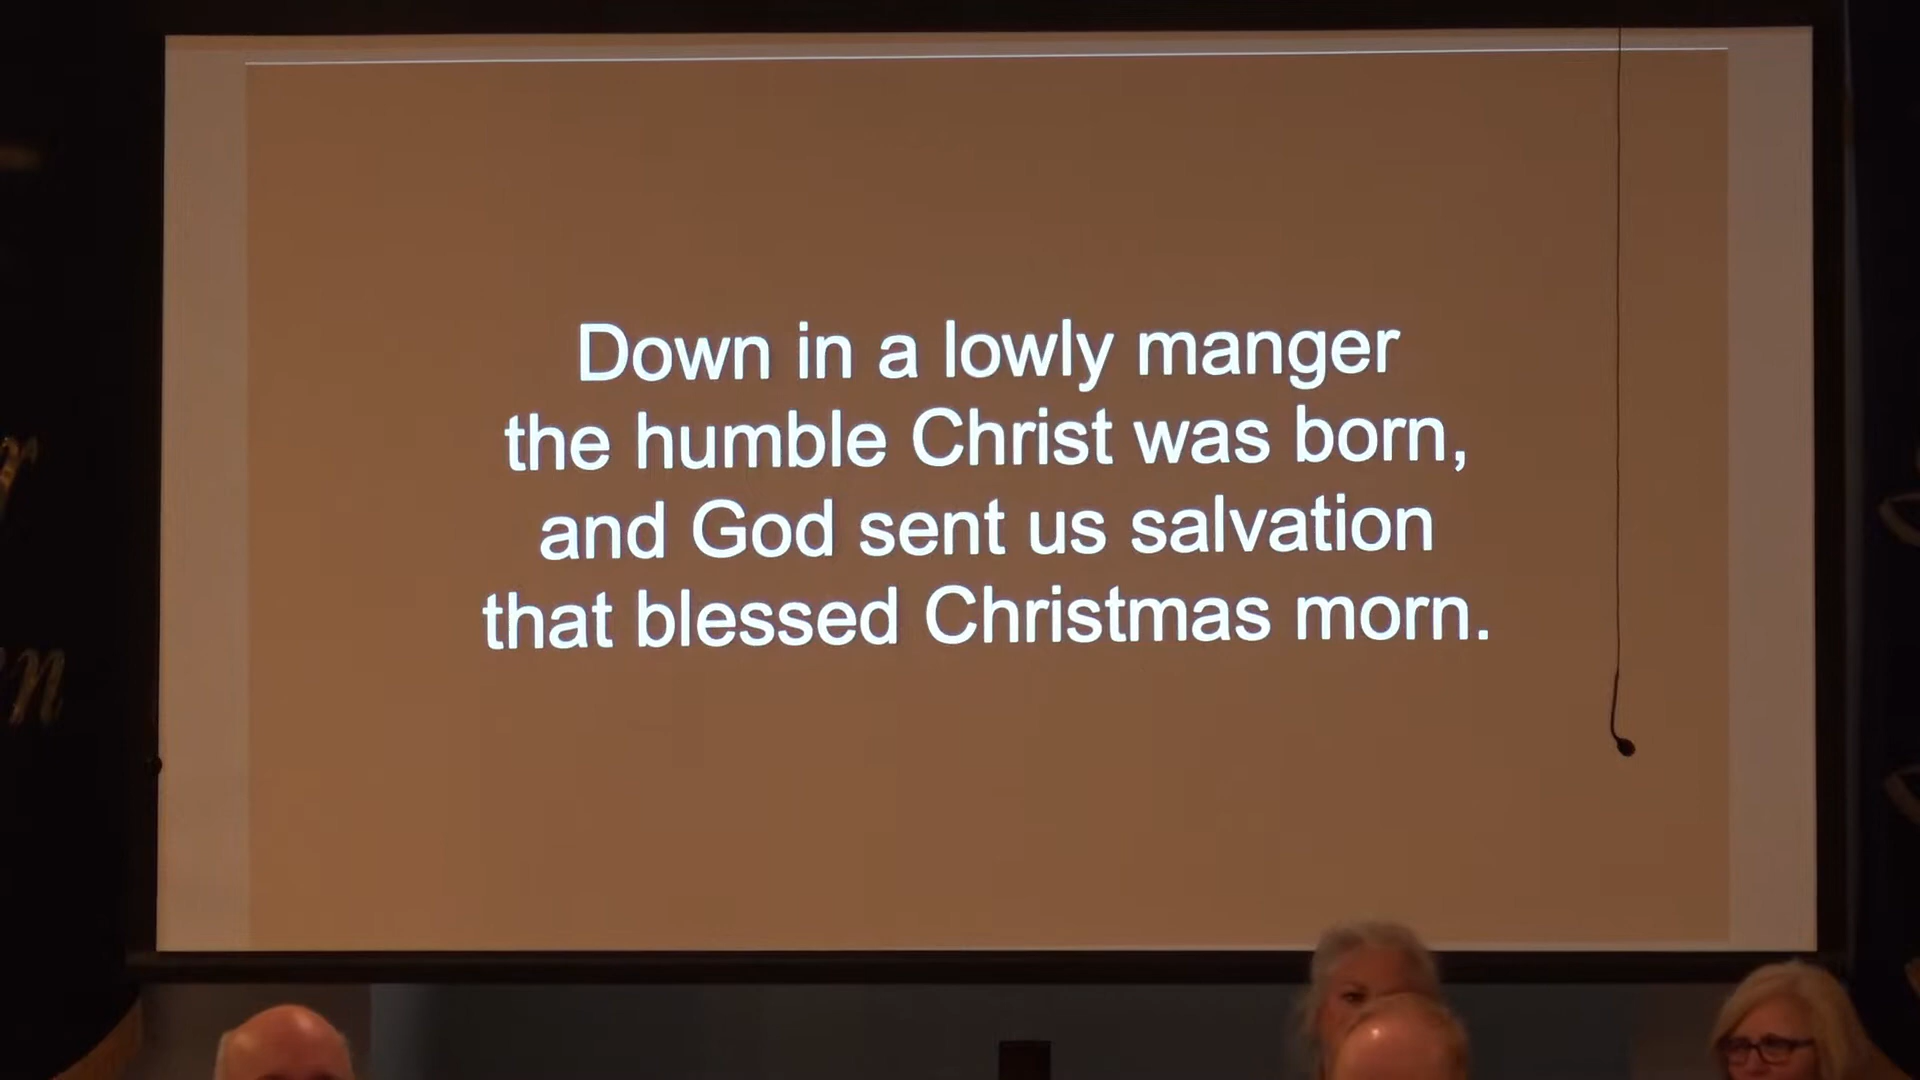 Down in a lowly manger
the humble Christ was born,
and God sent us salvation
that blessed Christmas morn.